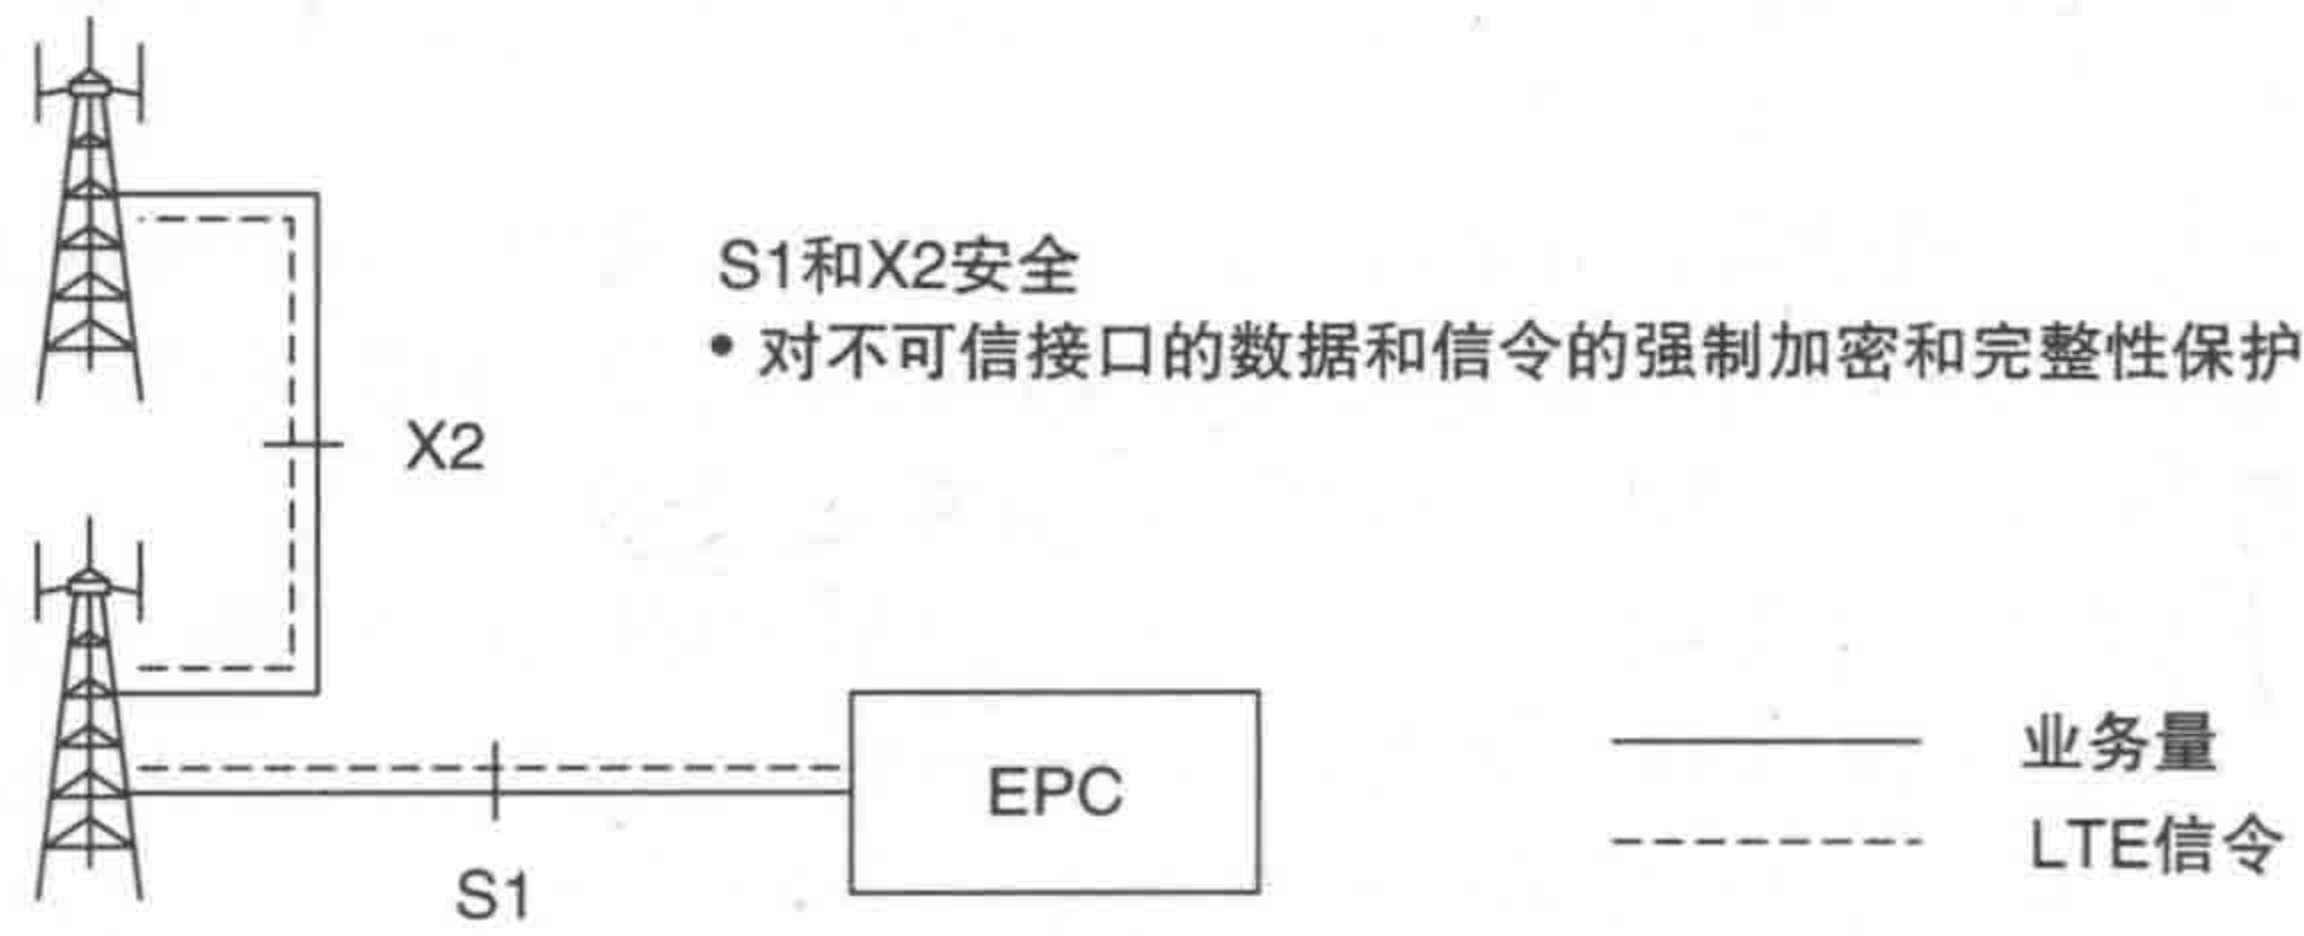 S1和X2安全
• 对不可信接口的数据和信令的强制加密和完整性保护
X2
EPC
S1
业务量
LTE信令